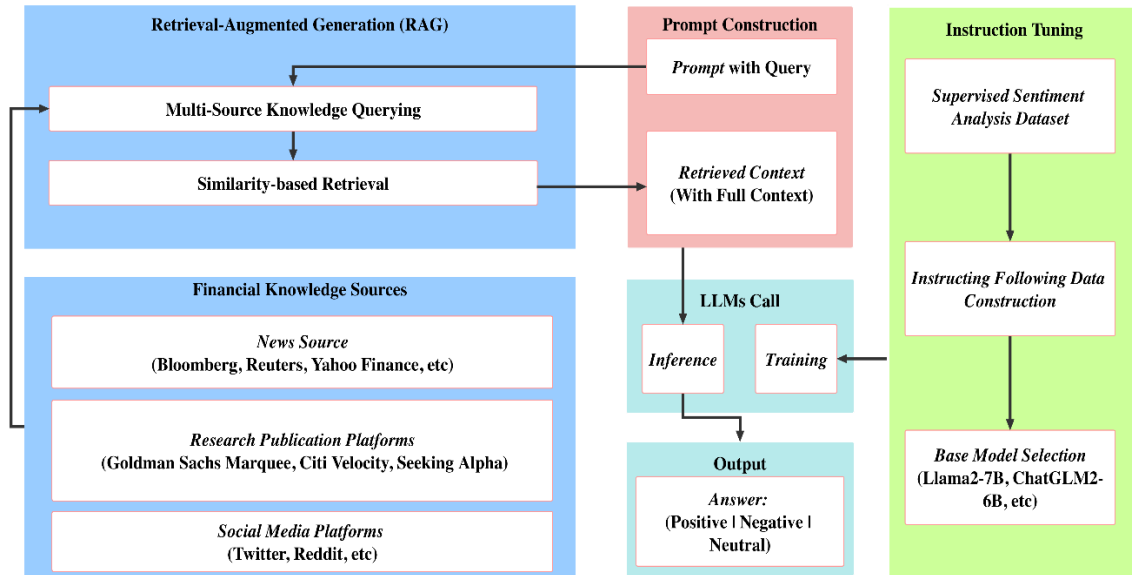 Retrieval-Augmented Generation (RAG)
Multi-Source Knowledge Querying
Similarity-based Retrieval
Financial Knowledge Sources
News Source
(Bloomberg, Reuters, Yahoo Finance, etc)
Research Publication Platforms
(Goldman Sachs Marquee, Citi Velocity, Seeking Alpha)
Social Media Platforms
(Twitter, Reddit, etc)
Prompt Construction
Prompt with Query
Retrieved Context
(With Full Context)
LLMs Call
Inference
Training
Output
Answer:
(Positive | Negative |
Neutral)
Instruction Tuning
Supervised Sentiment
Analysis Dataset
Instructing Following Data
Construction
Base Model Selection
(Llama2-7B, ChatGLM2-
6B, etc)